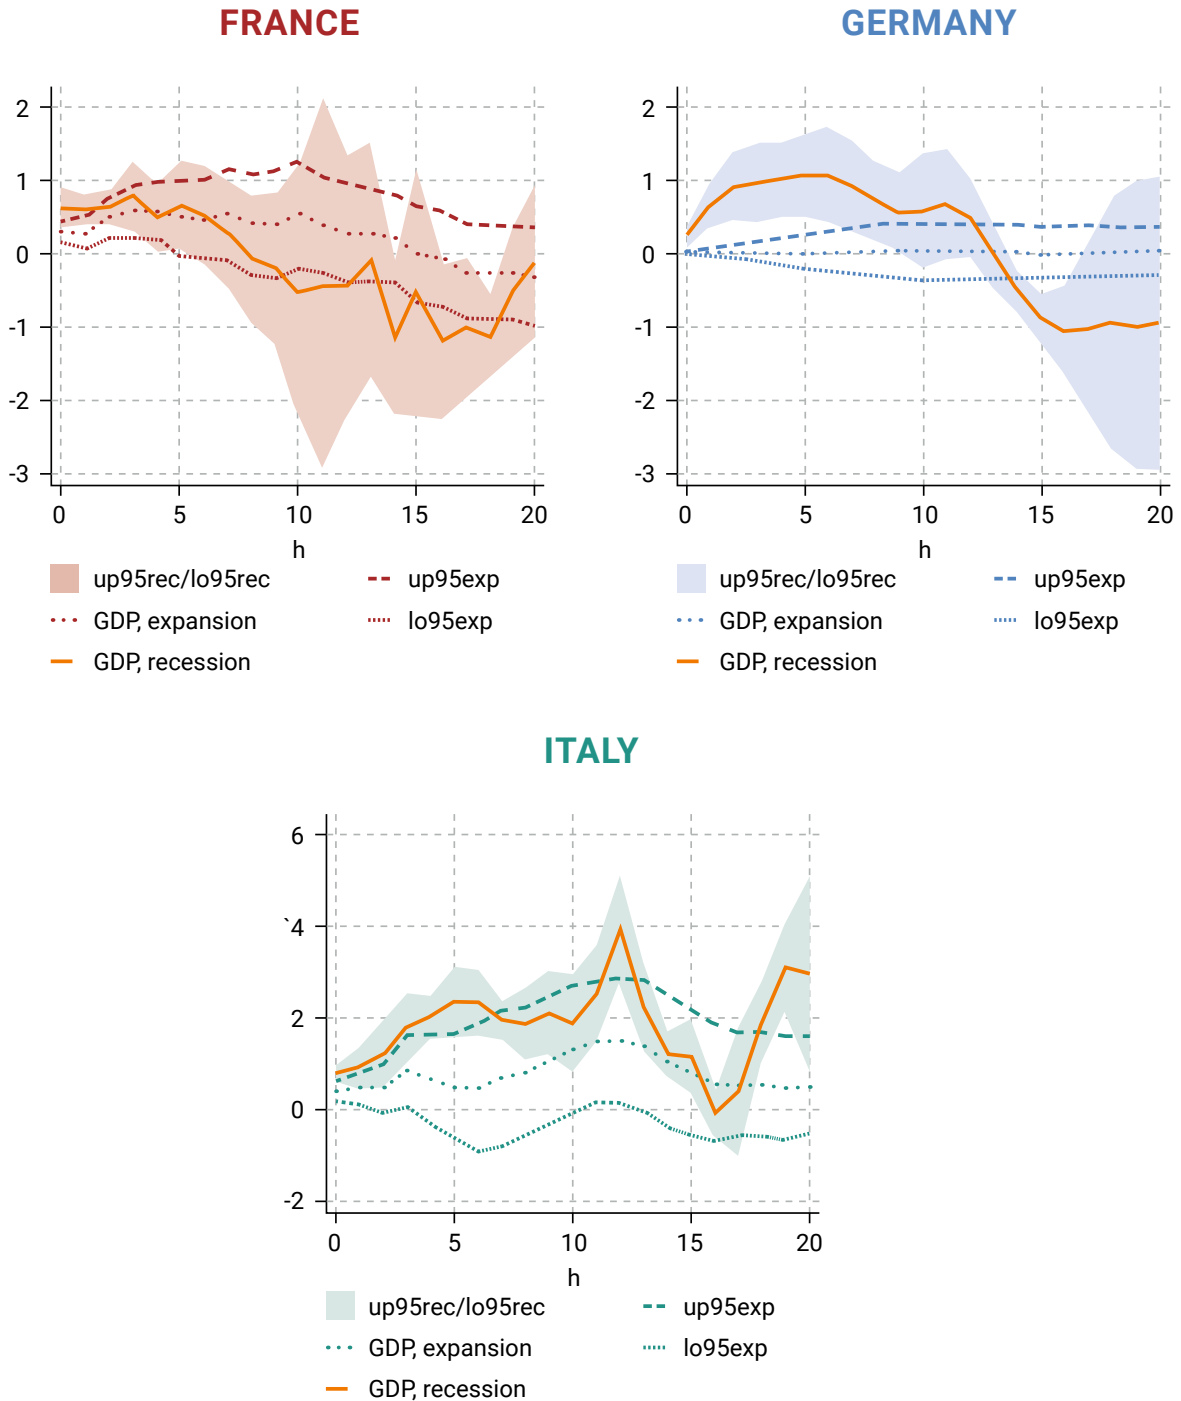 FRANCE
GERMANY
2
1
0
-1
-2
-3
0 5 10 15 20
h
up95rec/lo95rec up95exp
GDP, expansion lo95exp
GDP, recession
2
1
0
-1
-2
-3
0 5 10 15 20
h
up95rec/lo95rec up95exp
GDP, expansion lo95exp
GDP, recession
ITALY
6
`4
2
0
-2
0 5 10 15 20
h
up95rec/lo95rec up95exp
GDP, expansion lo95exp
GDP, recession